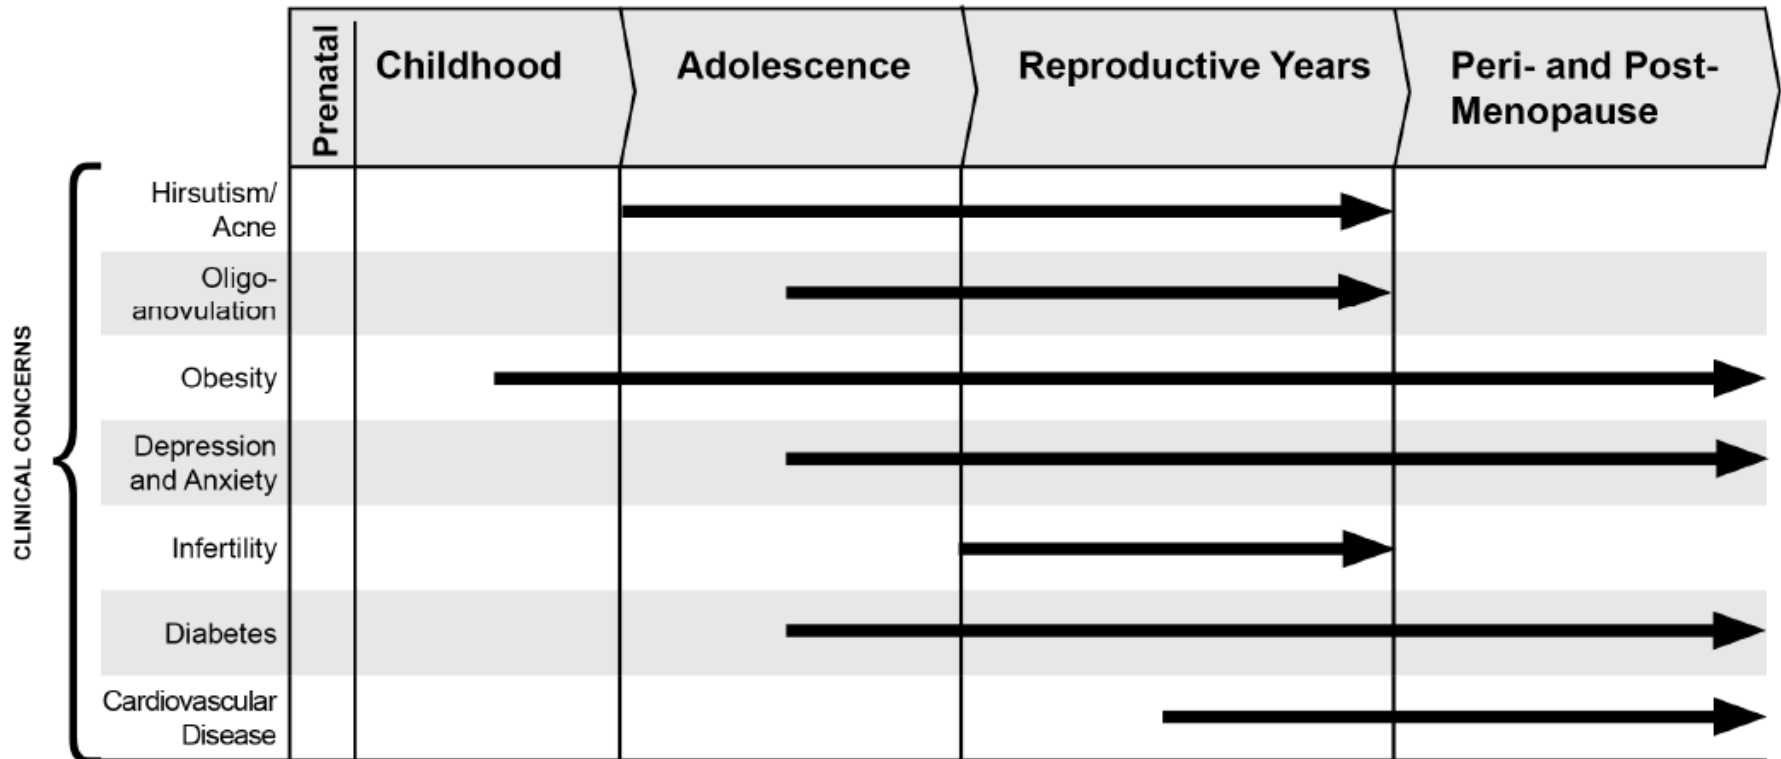 Prenatal
Childhood
Adolescence
Reproductive Years
Peri- and Post-
Menopause
CLINICAL CONCERNS
Hirsutism/
Acne
Oligo-
anovulation
Obesity
Depression
and Anxiety
Infertility
Diabetes
Cardiovascular
Disease